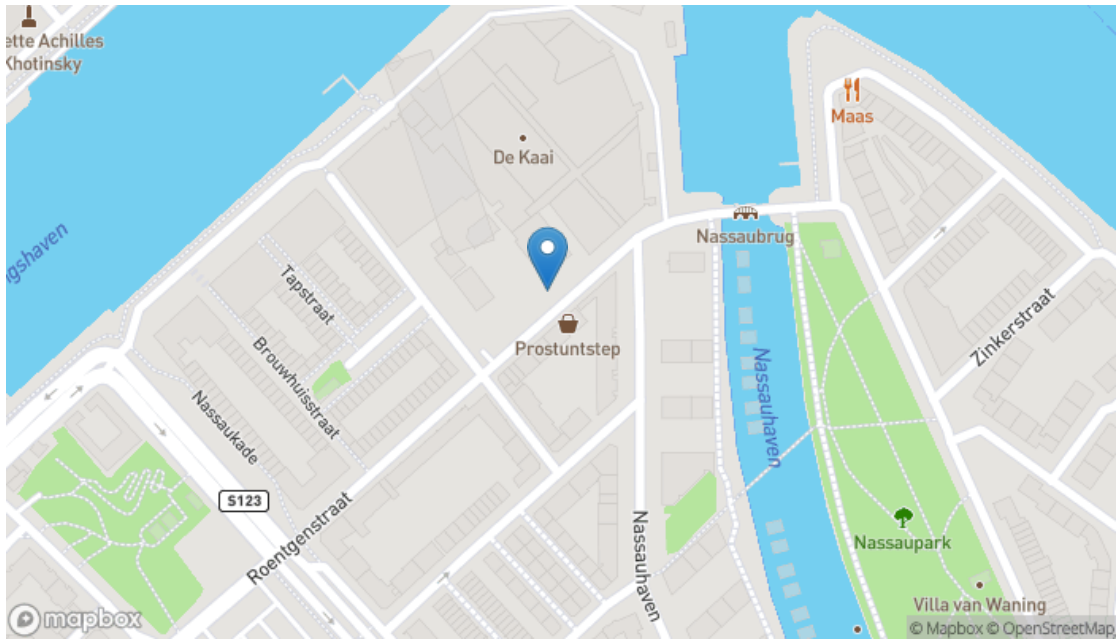 ette Achilles
Khotinsky
De Kaai
Maas
Nassaubrug
ngshaven
Tapstraat
Prostuntstep
Zinkerstraat
Brouwhuisstraat
Nassauhaven
Nassaukade
S123
Roentgenstraat
Nassauhaven
Nassaupark
Villa van Waning
mapbox
© Mapbox © OpenStreetMap